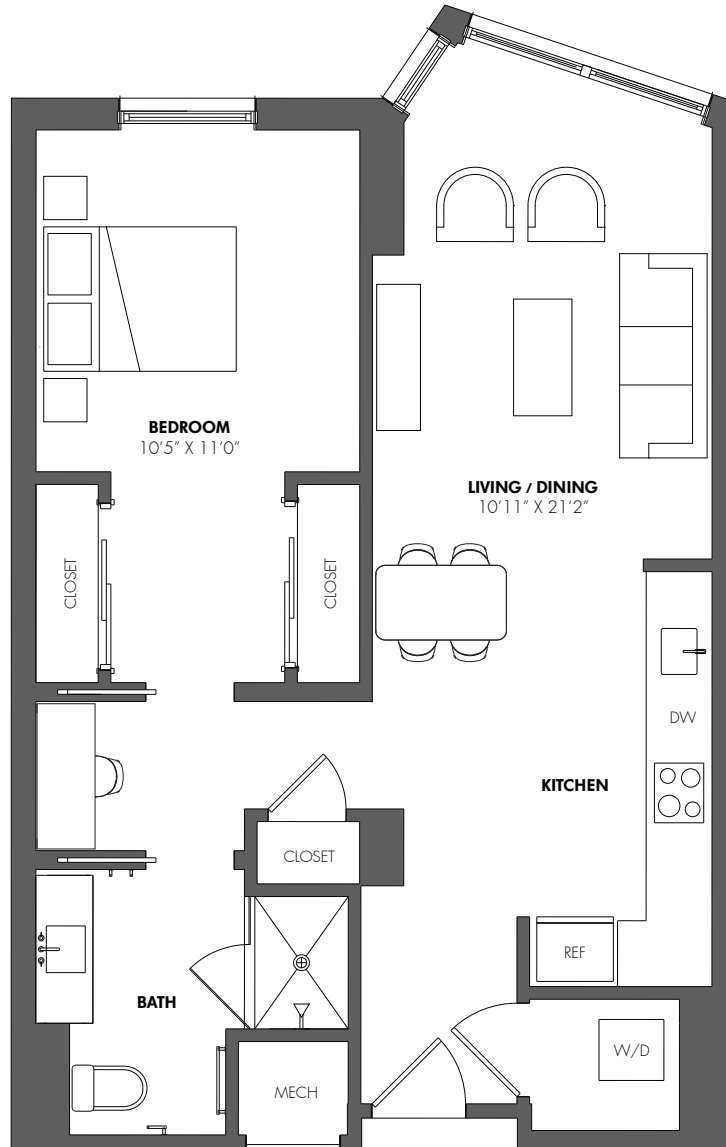 BEDROOM
10'5" X 11'0"
LIVING / DINING
10'11" X 21'2"
CLOSET
CLOSET
DW
KITCHEN
CLOSET
REF
BATH
W/D
MECH